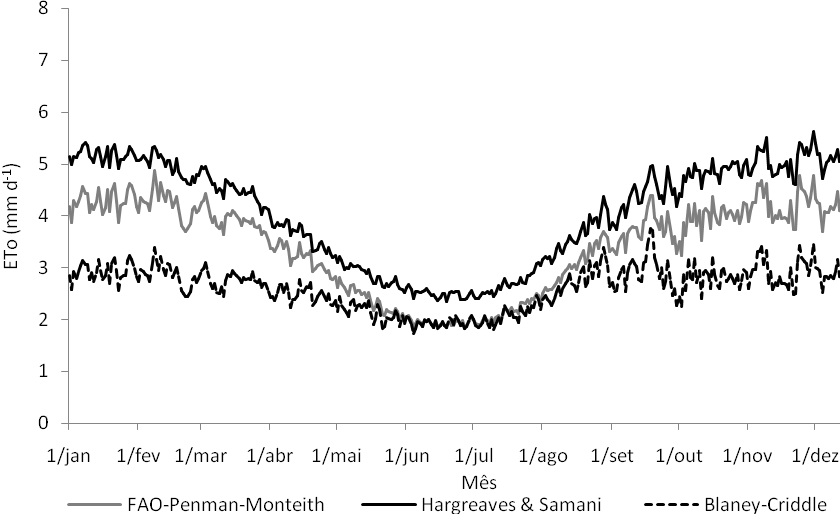 8
7
6
5
4
3
2
1
0
ETo (mm d-1)
1/jan 1/fev 1/mar 1/abr 1/mai 1/jun 1/jul 1/ago 1/set 1/out 1/nov 1/dez
Mês
FAO-Penman-Monteith Hargreaves & Samani Blaney-Criddle